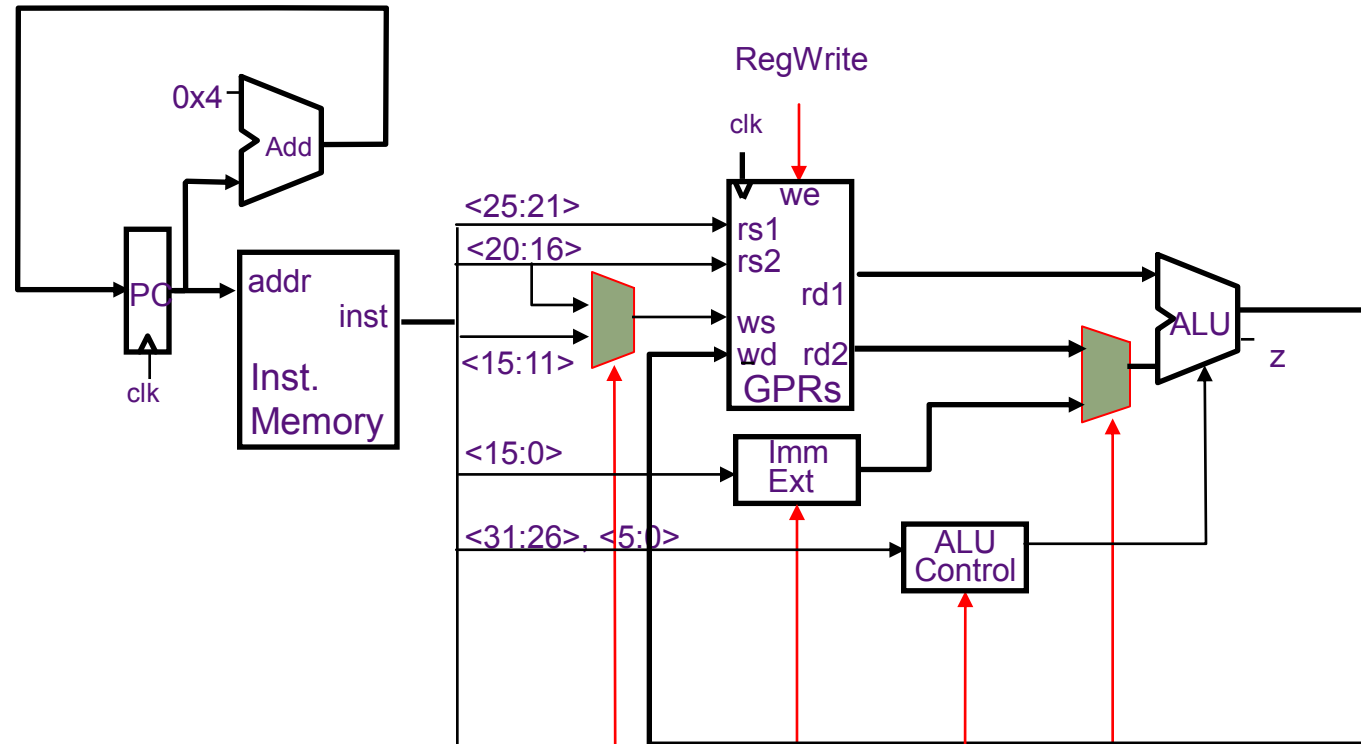 RegWrite
0x4
Add
clk
<25:21>
we
rs1
<20:16>
rs2
addr
PC
inst
rd1
ws
ALU
wd
rd2
z
<15:11>
clk
Inst.
Memory
GPRs
<15:0>
Imm
Ext
<31:26>, <5:0>
ALU
Control